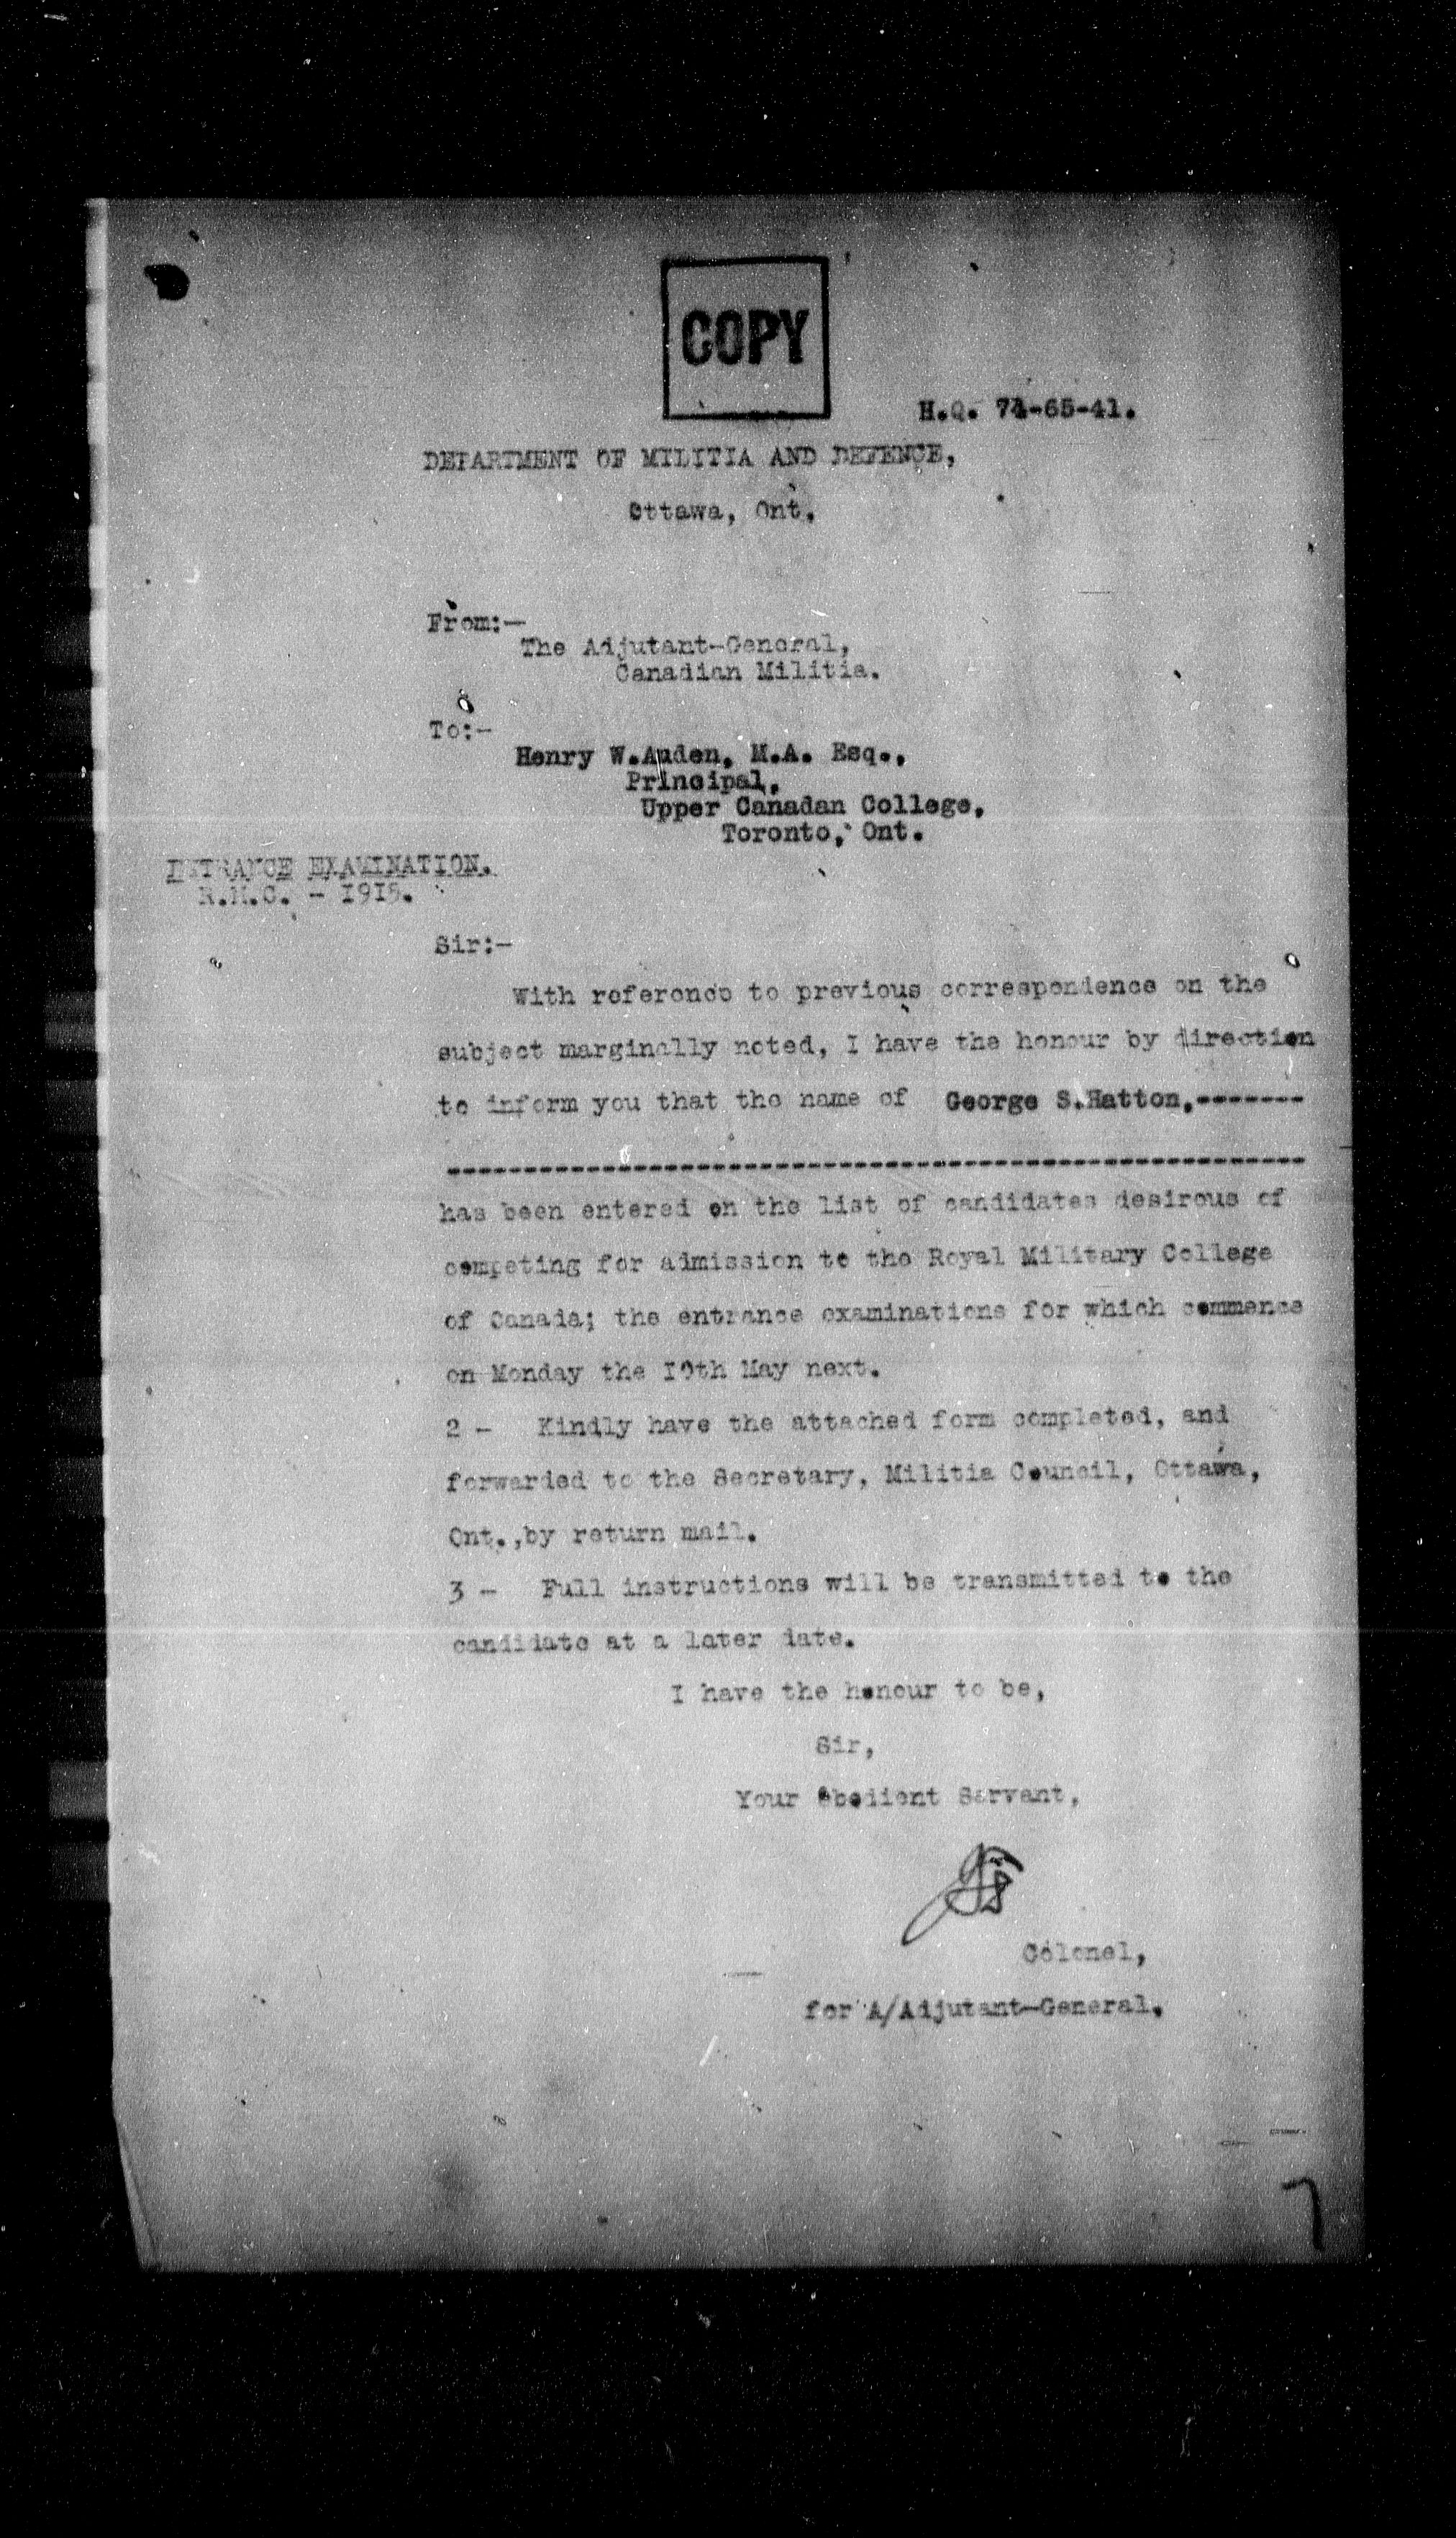 COPY
H.Q. 74-65-41.
DEPARTMENT OF MILITIA AND DEFENCE,
Ottawa, Ont.
From:-
The Adjutant-General,
Canadian Militia.
To:-
Henry W.Auden, M.A. Esq.,
Principal,
Upper Canadan College,
Toronto, Ont.
ENTRANCE EXAMINATION.
R.M.C. - 1915.
Sir:-
With reference to previous correspondence on the
subject marginally noted, I have the honour by direction
to inform you that the name of George S.Hatton,-------
--------------------------------------------------------
has been entered on the list of candidates desirous of
competing for admission to the Royal Military College
of Canada; the entrance examinations for which commence
on Monday the 10th May next.
2 - Kindly have the attached form completed, and
forwarded to the Secretary, Militia Council, Ottawa,
Ont.,by return mail.
3 - Full instructions will be transmitted to the
candidate at a later date.
I have the honour to be,
Sir,
Your Obedient Servant,
Colonel,
for A/Adjutant-General.
7